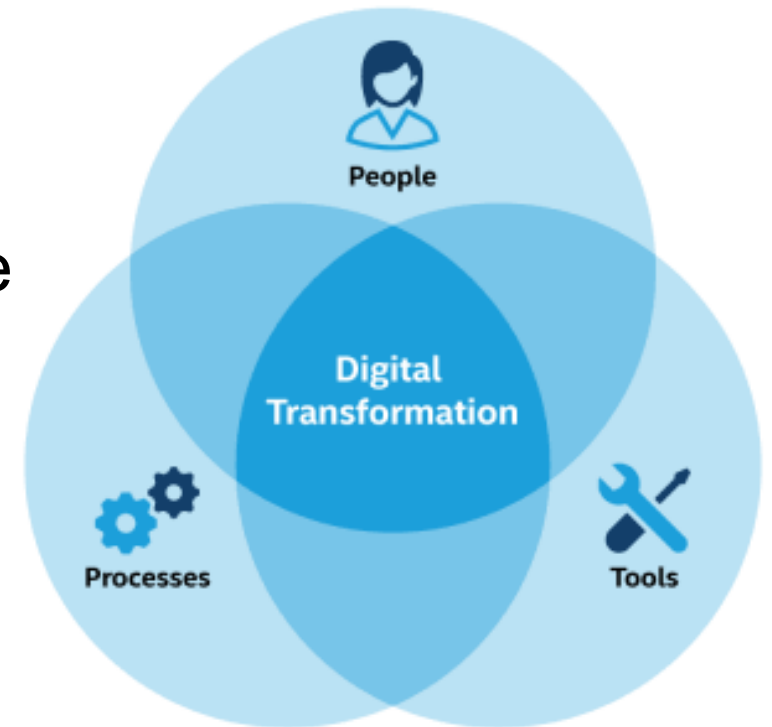 People
e
Digital
Transformation
Processes
Tools